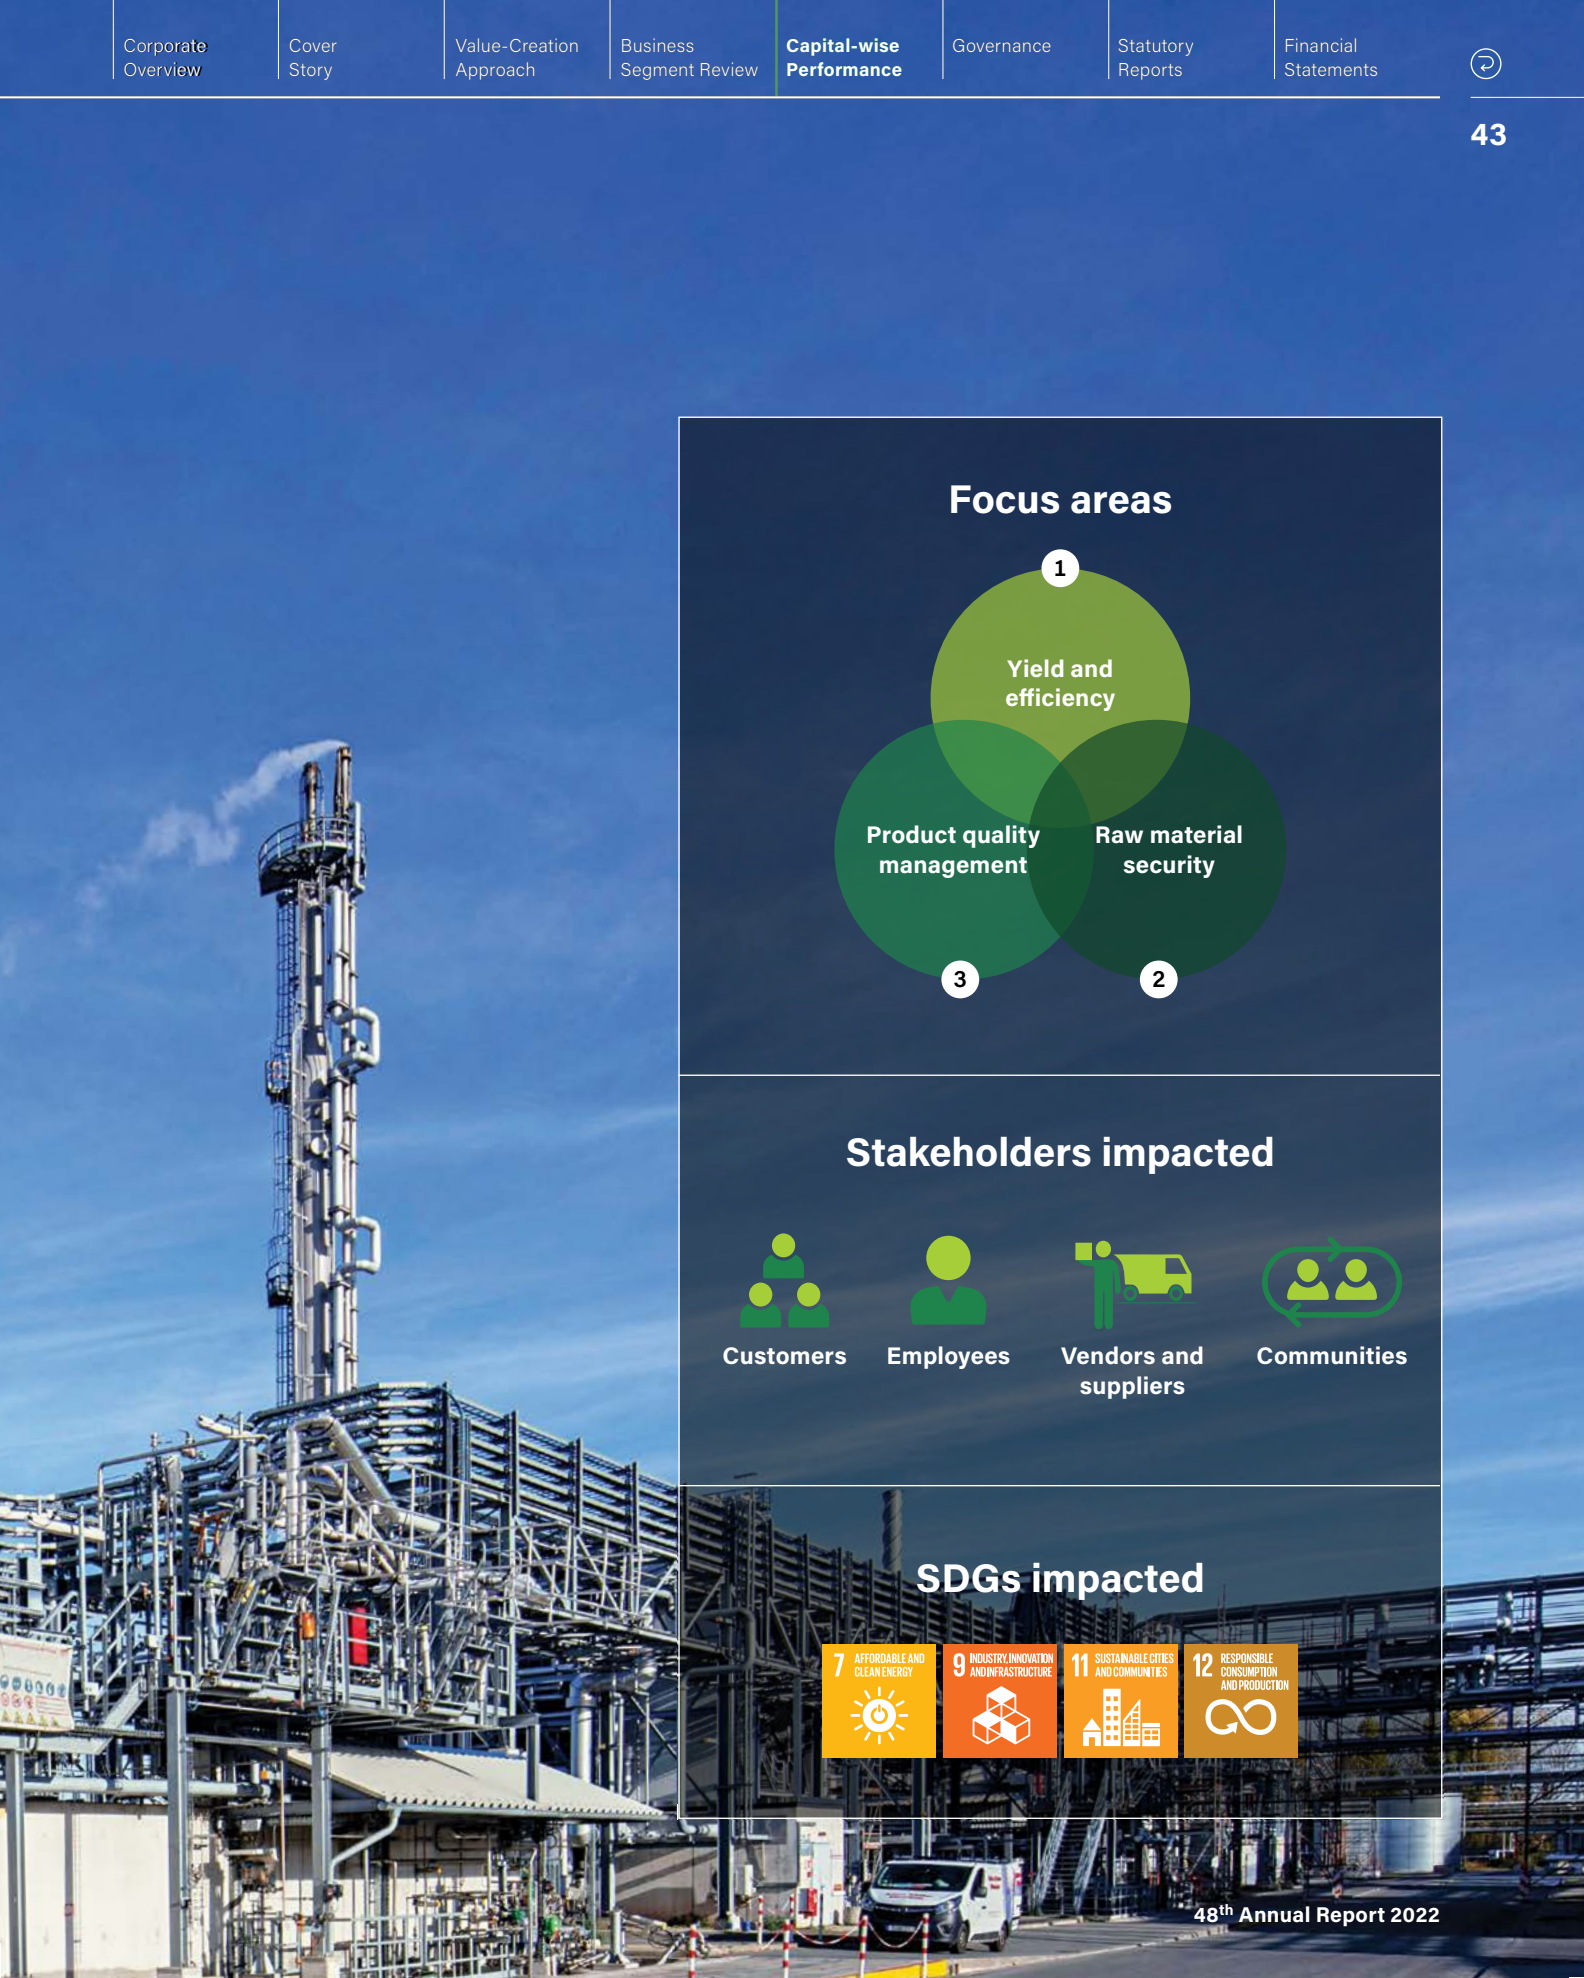 Corporate
Overview
Cover
Story
Value-Creation
Approach
Business
Segment Review
Capital-wise
Performance
Governance
Statutory
Reports
Financial
Statements
43
Focus areas
1
Yield and
efficiency
Product quality
management
Raw material
security
3
2
Stakeholders impacted
Customers
Employees
Vendors and
suppliers
Communities
SDGs impacted
7 AFFORDABLE AND
CLEAN ENERGY
9 INDUSTRY, INNOVATION
AND INFRASTRUCTURE
11 SUSTAINABLE CITIES
AND COMMUNITIES
12 RESPONSIBLE
CONSUMPTION
AND PRODUCTION
48th Annual Report 2022